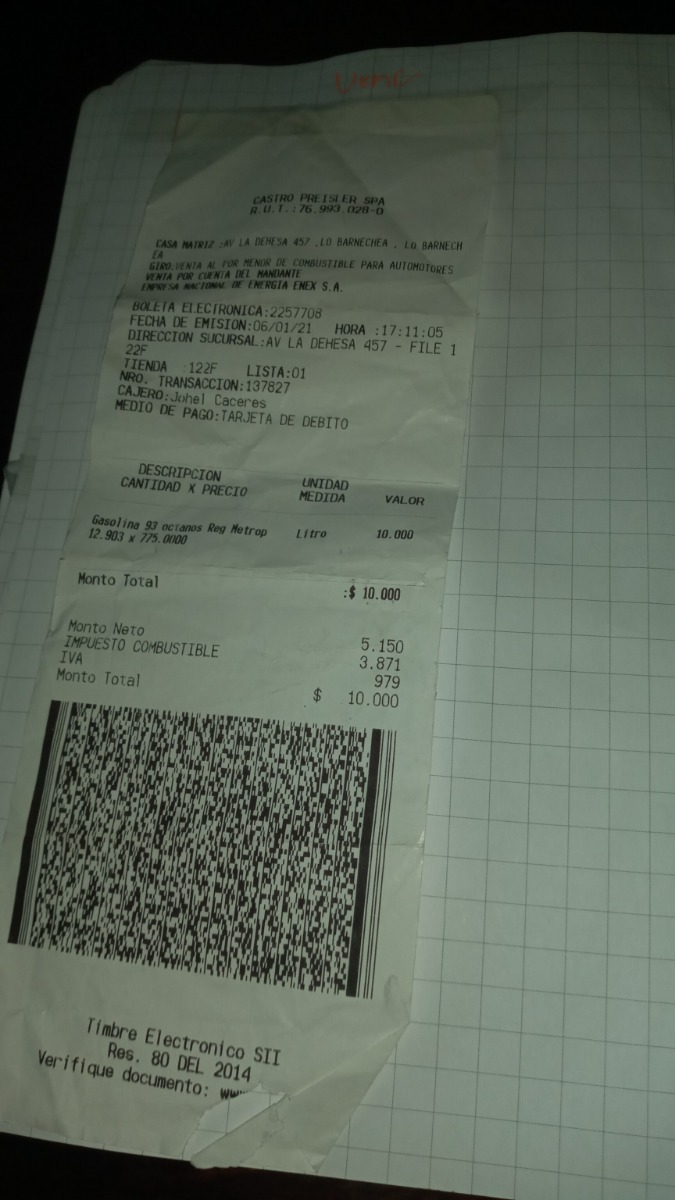 CASTRO PREISLER SPA
R.U.T.:76.993.028-0
CASA MATRIZ :AV LA DEHESA 457 ,LO BARNECHEA , LO BARNECH
EA
GIRO:VENTA AL POR MENOR DE COMBUSTIBLE PARA AUTOMOTORES
VENTA POR CUENTA DEL MANDANTE
EMPRESA NACIONAL DE ENERGIA ENEX S.A.
BOLETA ELECTRONICA:2257708
FECHA DE EMISION:06/01/21 HORA :17:11:05
DIRECCION SUCURSAL:AV LA DEHESA 457 - FILE 1
22F
TIENDA :122F LISTA:01
NRO. TRANSACCION:137827
CAJERO:Johel Caceres
MEDIO DE PAGO:TARJETA DE DEBITO
DESCRIPCION UNIDAD
CANTIDAD X PRECIO MEDIDA VALOR
Gasolina 93 octanos Reg Metrop Litro 10.000
12.903 x 775.0000
Monto Total :$ 10.000
Monto Neto 5.150
IMPUESTO COMBUSTIBLE 3.871
IVA 979
Monto Total $ 10.000
Timbre Electronico SII
Res. 80 DEL 2014
Verifique documento: